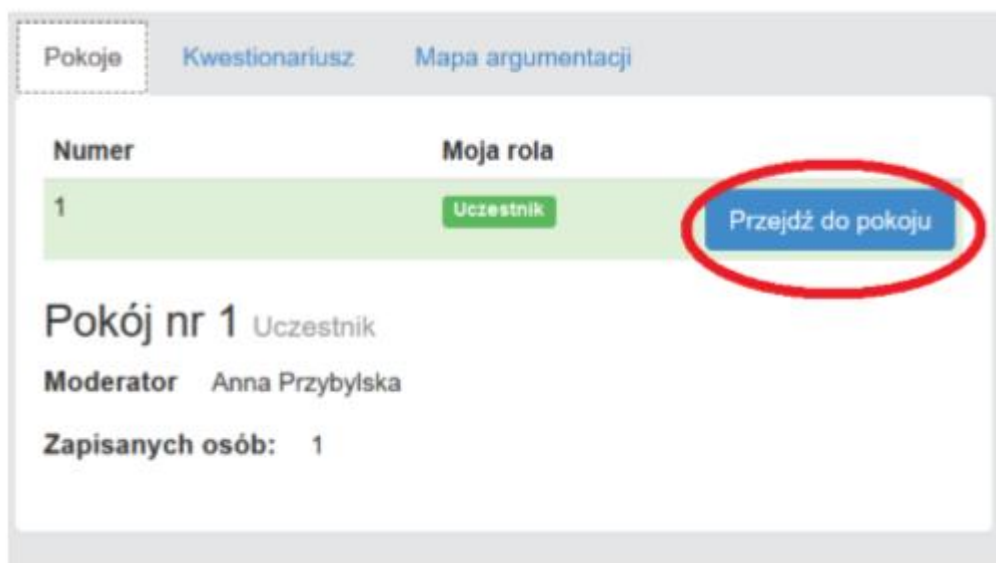 Pokoje Kwestionariusz Mapa argumentacji
Numer Moja rola
1 Uczestnik Przejdź do pokoju
Pokój nr 1 Uczestnik
Moderator Anna Przybylska
Zapisanych osób: 1